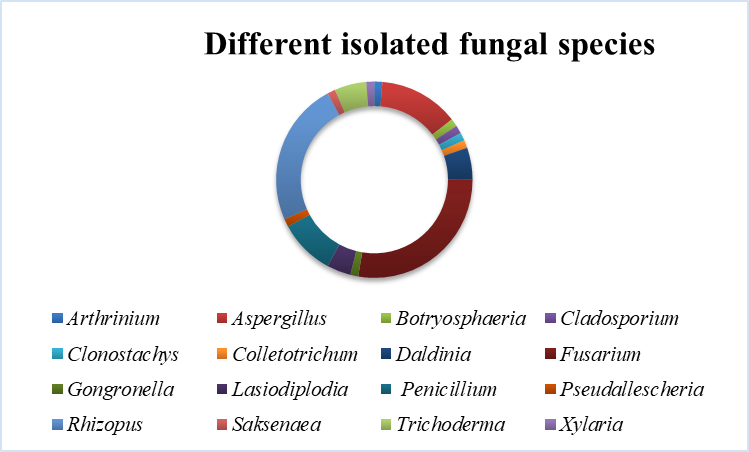 Different isolated fungal species
Arthrinium Aspergillus Botryosphaeria Cladosporium
Clonostachys Colletotrichum Daldinia Fusarium
Gongronella Lasiodiplodia Penicillium Pseudallescheria
Rhizopus Saksenaea Trichoderma Xylaria